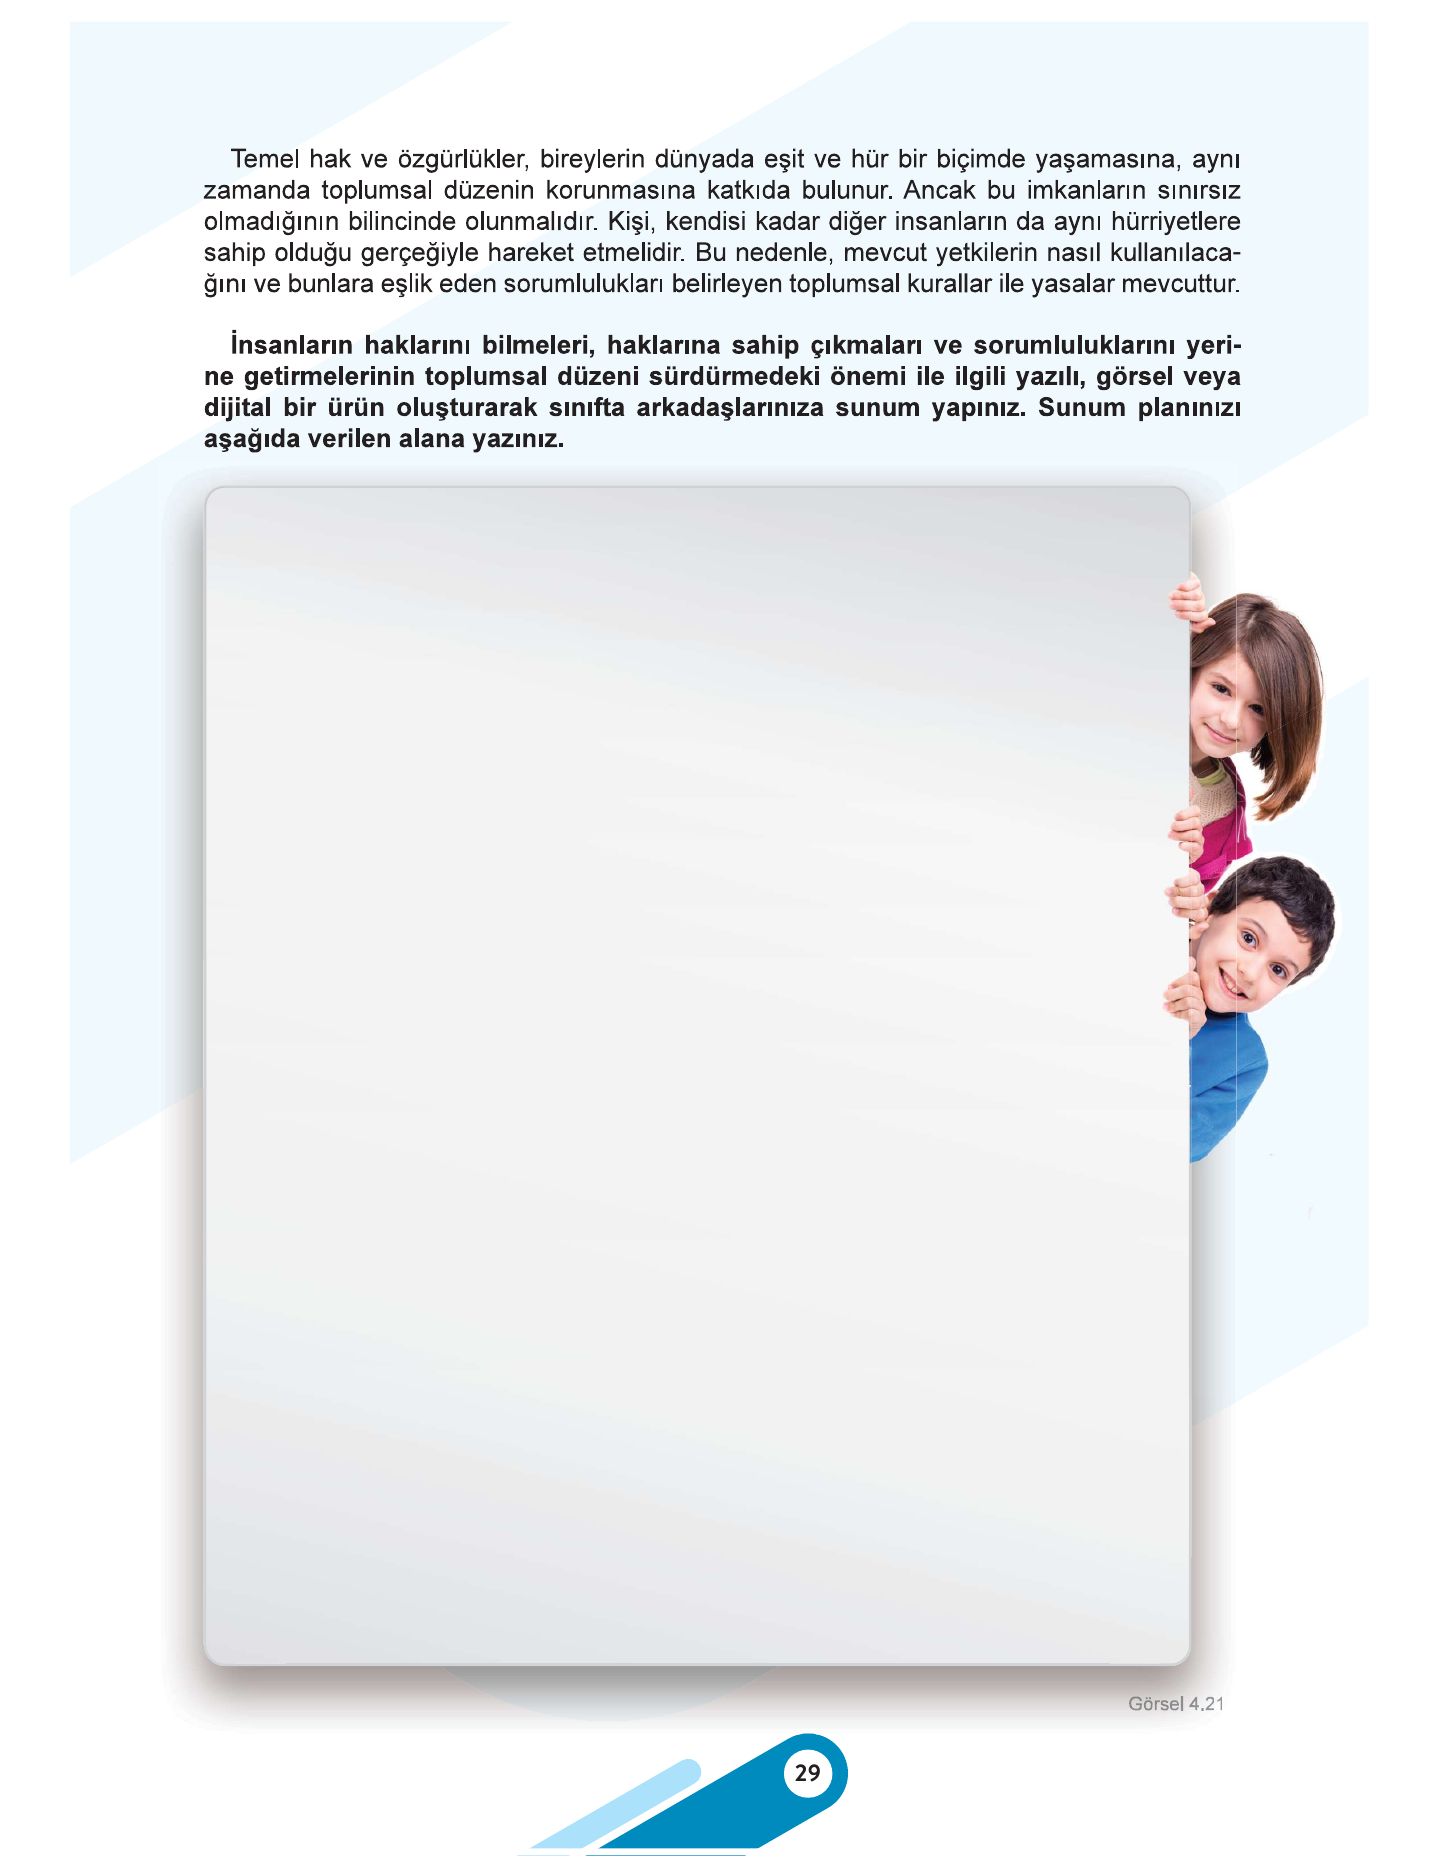 Temel hak ve özgürlükler, bireylerin dünyada eşit ve hür bir biçimde yaşamasına, aynı
zamanda toplumsal düzenin korunmasına katkıda bulunur. Ancak bu imkanların sınırsız
olmadığının bilincinde olunmalıdır. Kişi, kendisi kadar diğer insanların da aynı hürriyetlere
sahip olduğu gerçeğiyle hareket etmelidir. Bu nedenle, mevcut yetkilerin nasıl kullanılaca-
ğını ve bunlara eşlik eden sorumlulukları belirleyen toplumsal kurallar ile yasalar mevcuttur.
İnsanların haklarını bilmeleri, haklarına sahip çıkmaları ve sorumluluklarını yeri-
ne getirmelerinin toplumsal düzeni sürdürmedeki önemi ile ilgili yazılı, görsel veya
dijital bir ürün oluşturarak sınıfta arkadaşlarınıza sunum yapınız. Sunum planınızı
aşağıda verilen alana yazınız.
Görsel 4.21
29